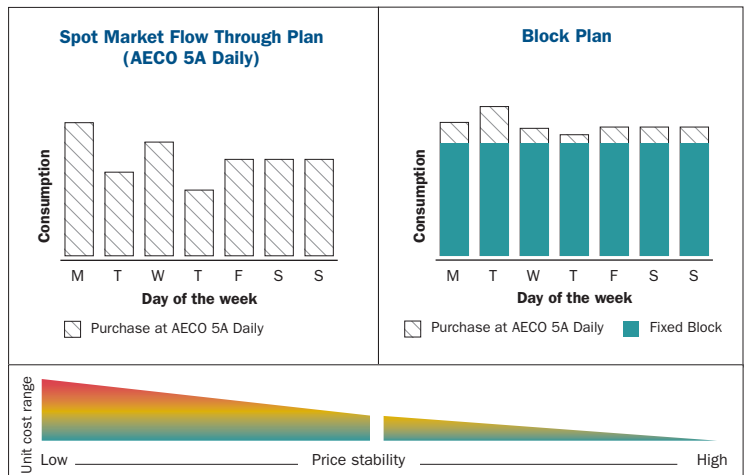 Spot Market Flow Through Plan
(AECO 5A Daily)
Consumption
M T W T F S S
Day of the week
Purchase at AECO 5A Daily
Block Plan
Consumption
M T W T F S S
Day of the week
Purchase at AECO 5A Daily Fixed Block
Unit cost range
Low Price stability High